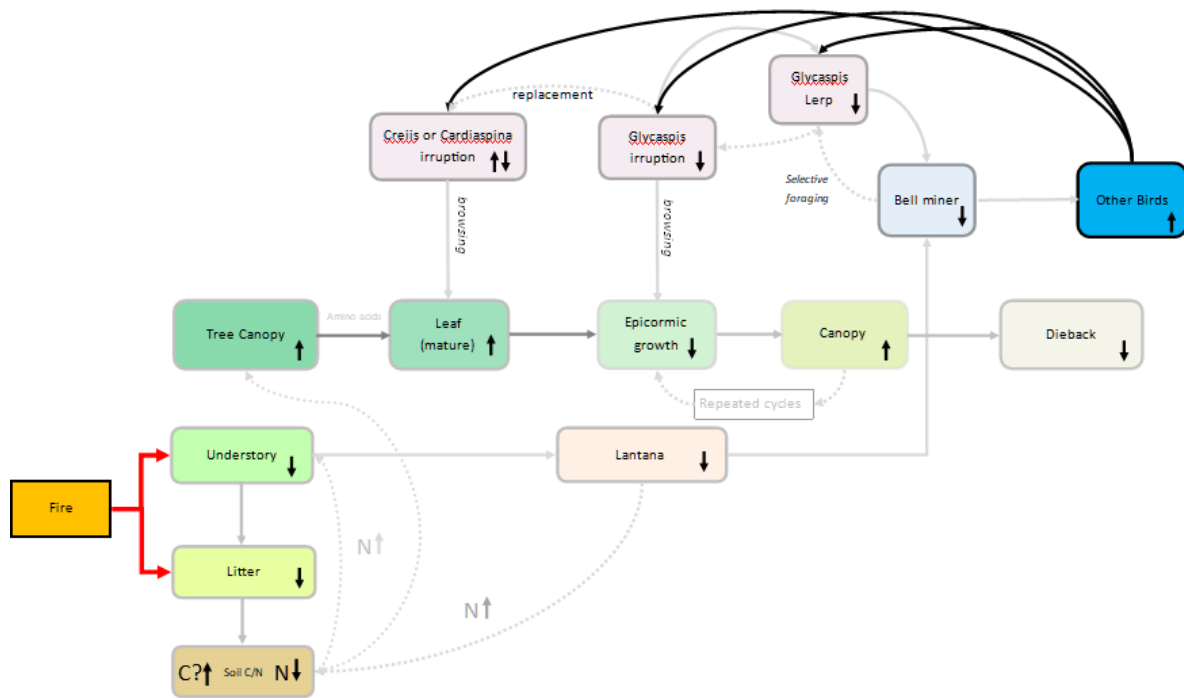 Glycaspis
Lerp
replacement
Creiis or Cardiaspina
irruption
Glycaspis
irruption
Selective
foraging
Bell miner
Other Birds
browsing
browsing
Amino acids
Tree Canopy
Leaf
(mature)
Epicormic
growth
Canopy
Dieback
Repeated cycles
Understory
Lantana
Fire
N
Litter
N
C? Soil C/N N